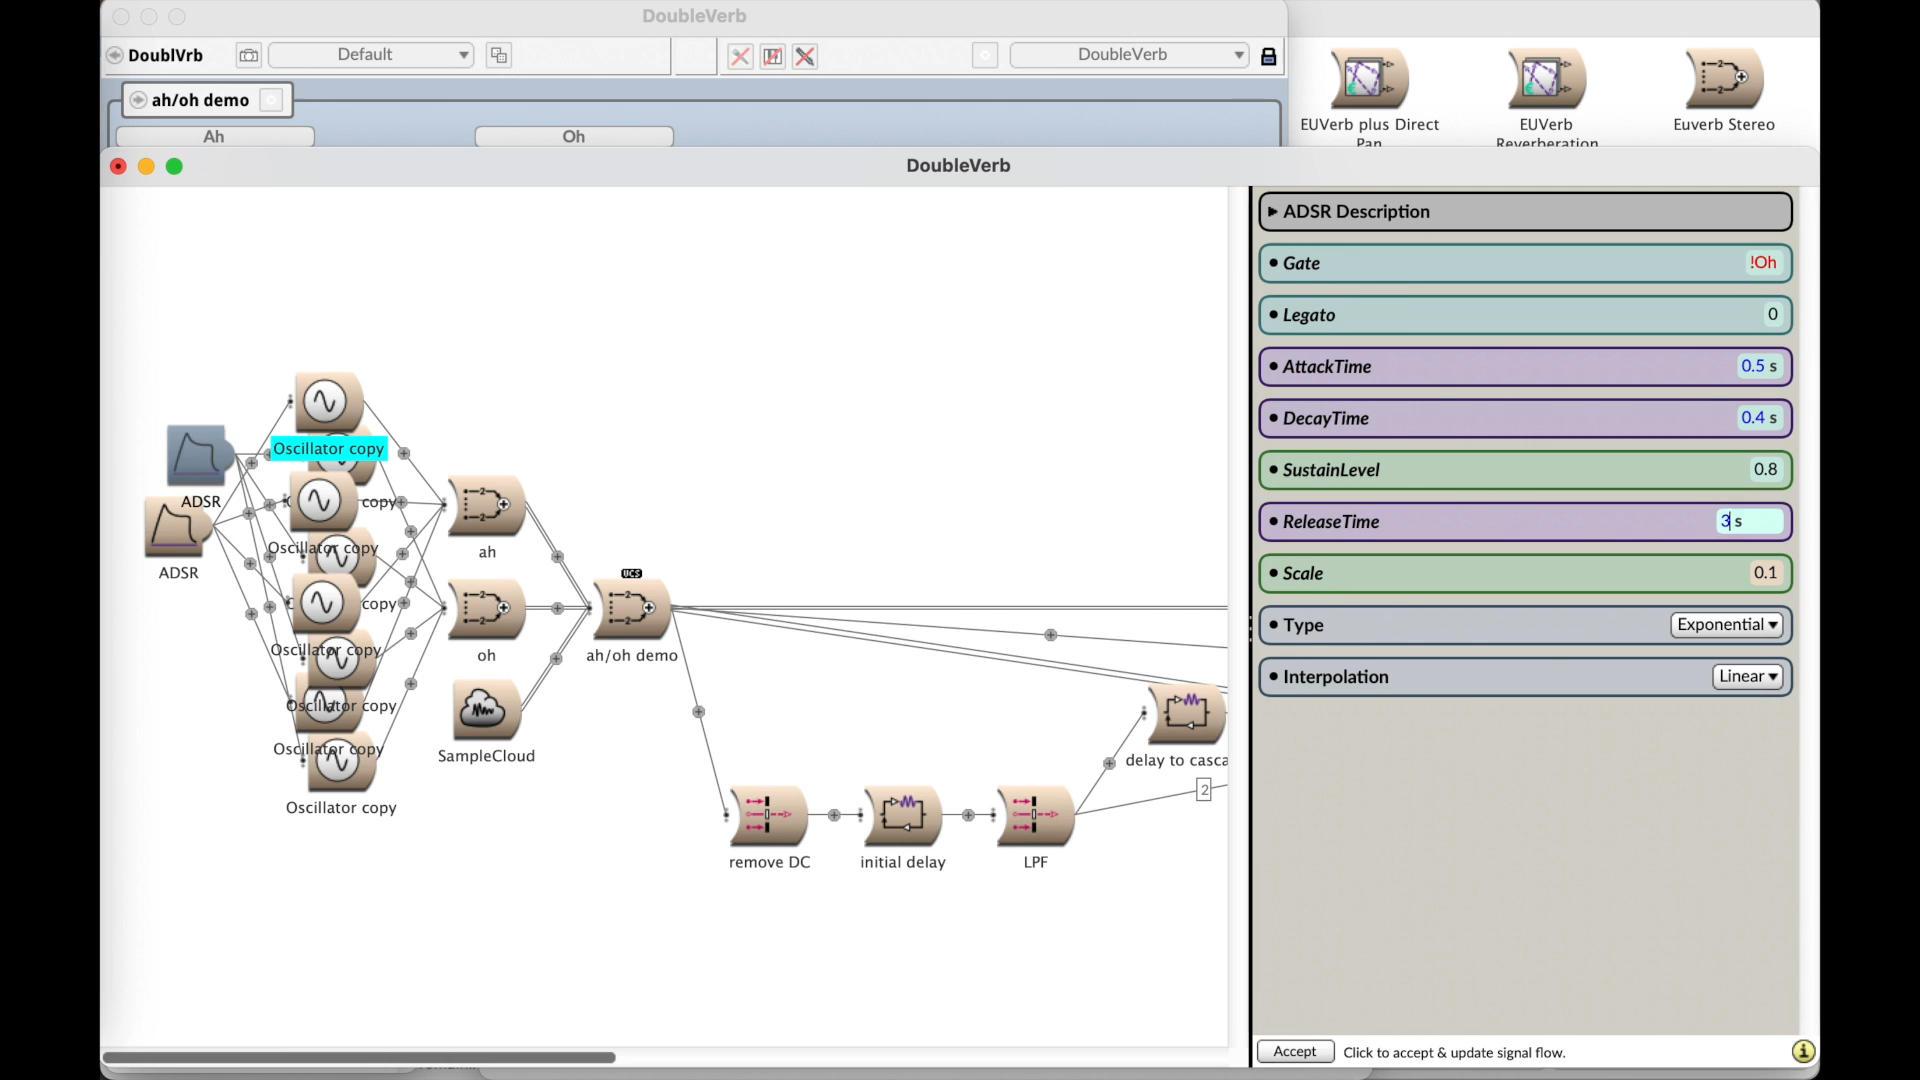 DoubleVerb
DoublVrb
Default
DoubleVerb
ah/oh demo
Ah
Oh
EUVerb plus Direct
Pan
EUVerb
Reverberation
Euverb Stereo
DoubleVerb
ADSR
ADSR
Oscillator copy
copy
Oscillator copy
copy
Oscillator copy
Oscillator copy
Oscillator copy
Oscillator copy
ah
oh
SampleCloud
UCS
ah/oh demo
remove DC
initial delay
LPF
delay to casca
2
ADSR Description
Gate !Oh
Legato 0
AttackTime 0.5 s
DecayTime 0.4 s
SustainLevel 0.8
ReleaseTime 3 s
Scale 0.1
Type Exponential
Interpolation Linear
Accept Click to accept & update signal flow.